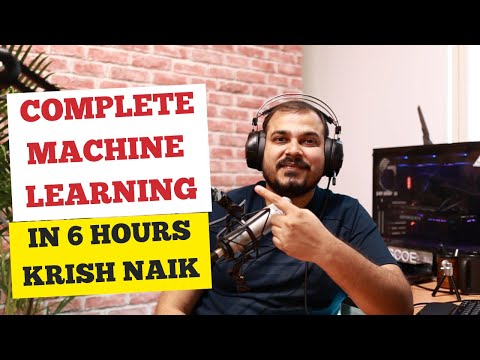 COMPLETE
MACHINE
LEARNING
IN 6 HOURS
KRISH NAIK